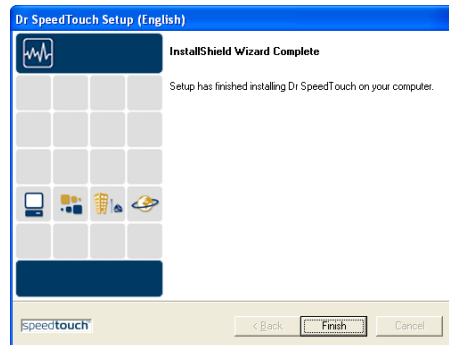 Dr SpeedTouch Setup (English)
InstallShield Wizard Complete
Setup has finished installing Dr SpeedTouch on your computer.
speedtouch™
< Back Finish Cancel